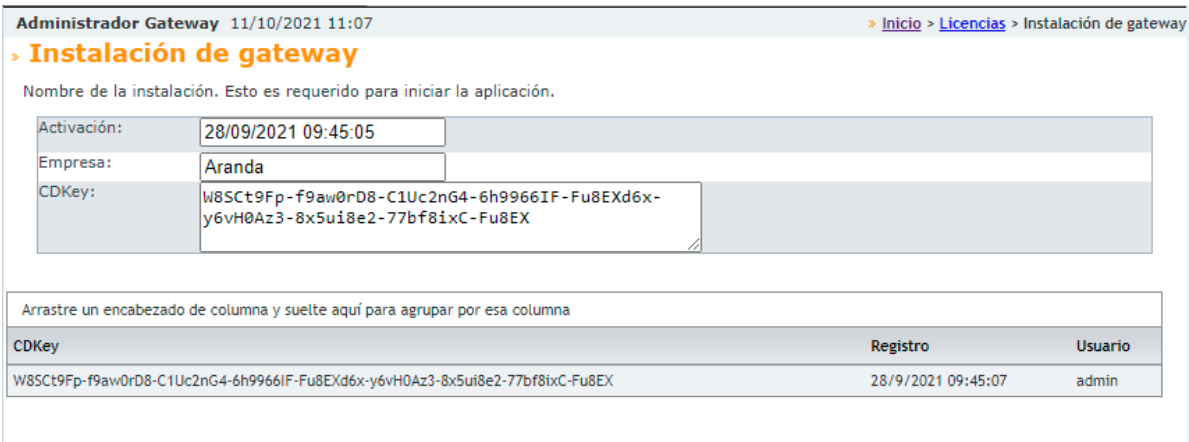 Administrador Gateway 11/10/2021 11:07 » Inicio > Licencias > Instalación de gateway
» Instalación de gateway
Nombre de la instalación. Esto es requerido para iniciar la aplicación.
Activación: 28/09/2021 09:45:05
Empresa: Aranda
CDKey: W8SCt9Fp-f9aw0rD8-C1Uc2nG4-6h9966IF-Fu8EXd6x-
y6vH0Az3-8x5ui8e2-77bf8ixC-Fu8EX
Arrastre un encabezado de columna y suelte aquí para agrupar por esa columna
CDKey Registro Usuario
W8SCt9Fp-f9aw0rD8-C1Uc2nG4-6h9966IF-Fu8EXd6x-y6vH0Az3-8x5ui8e2-77bf8ixC-Fu8EX 28/9/2021 09:45:07 admin